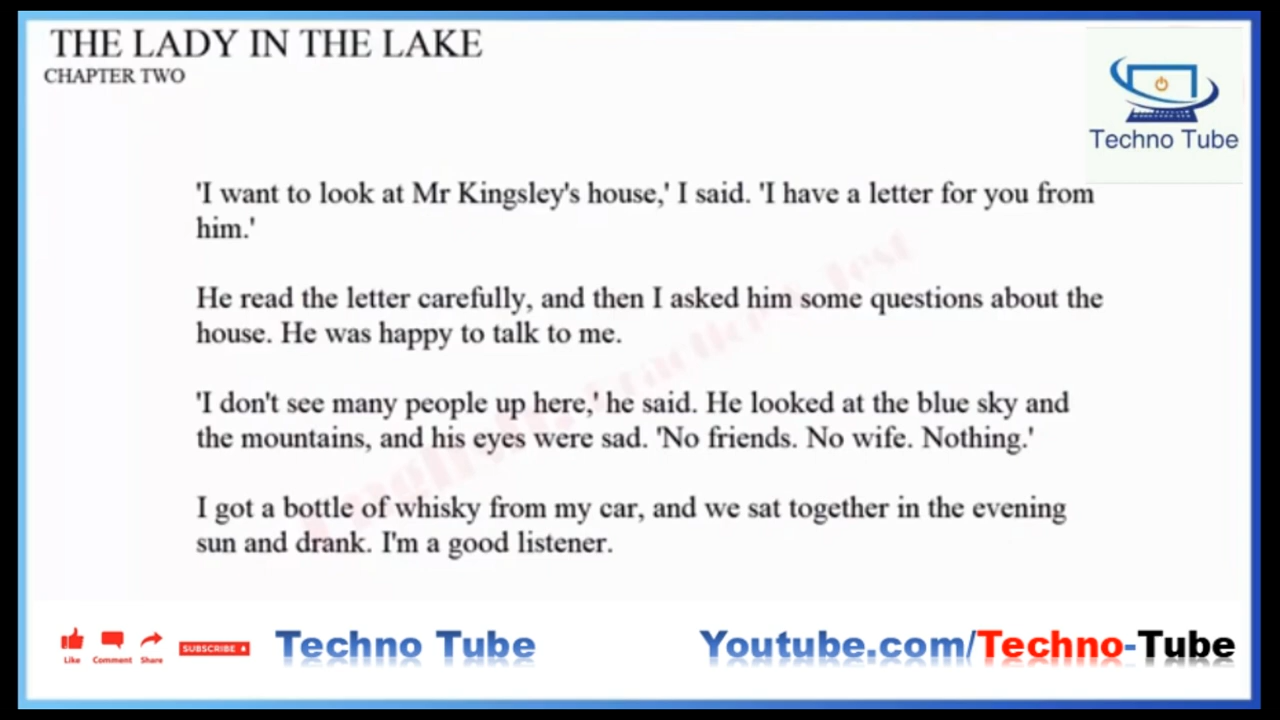 THE LADY IN THE LAKE
CHAPTER TWO
Techno Tube
'I want to look at Mr Kingsley's house,' I said. 'I have a letter for you from
him.'
He read the letter carefully, and then I asked him some questions about the
house. He was happy to talk to me.
'I don't see many people up here,' he said. He looked at the blue sky and
the mountains, and his eyes were sad. 'No friends. No wife. Nothing.'
I got a bottle of whisky from my car, and we sat together in the evening
sun and drank. I'm a good listener.
Like Comment Share SUBSCRIBE Techno Tube Youtube.com/Techno-Tube